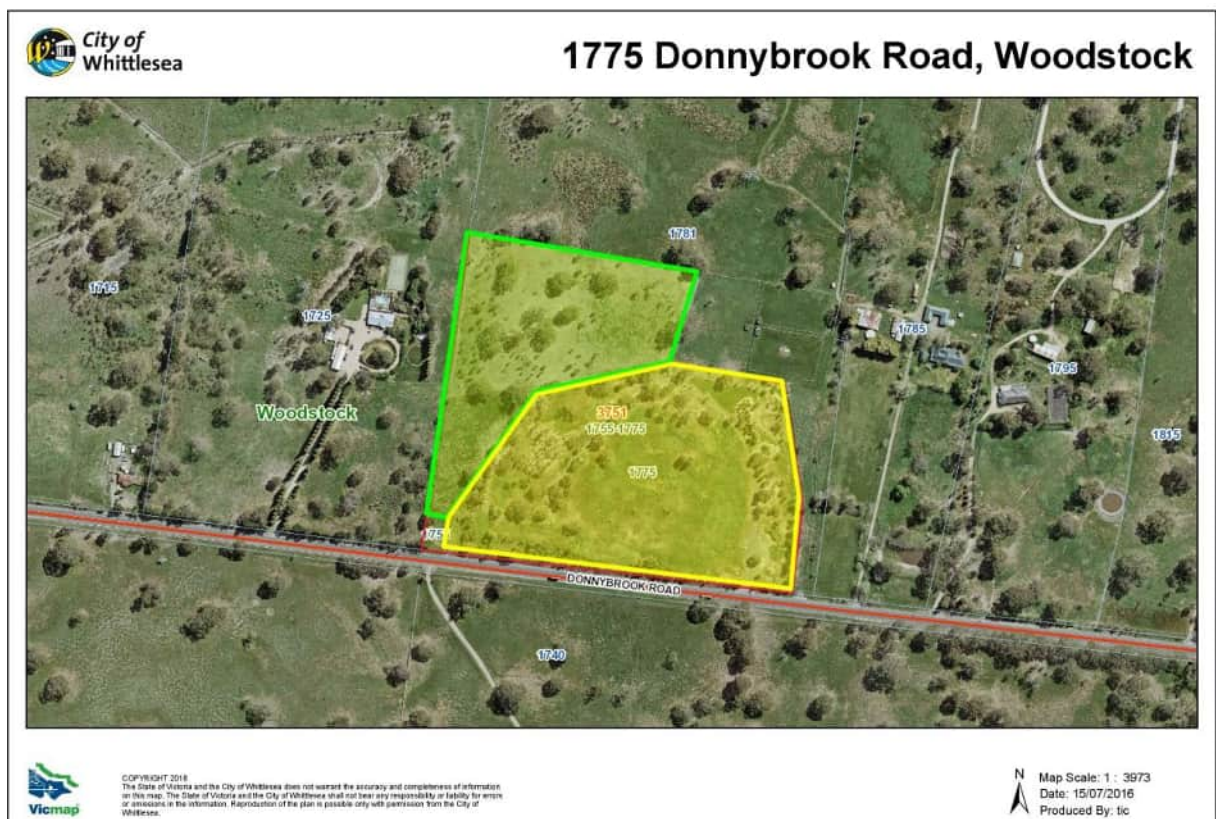 City of
Whittlesea
1775 Donnybrook Road, Woodstock
1781
1715
1725
1785
1795
Woodstock
3751
1755-1775
1815
1775
175
DONNYBROOK ROAD
1740
Vicmap
COPYRIGHT 2016
The State of Victoria and the City of Whittlesea does not warrant the accuracy and completeness of information
on this map. The State of Victoria and the City of Whittlesea shall not bear any responsibility or liability for errors
or omissions in the information. Reproduction of the plan is possible only with permission from the City of
Whittlesea.
N
Map Scale: 1 : 3973
Date: 15/07/2016
Produced By: tic